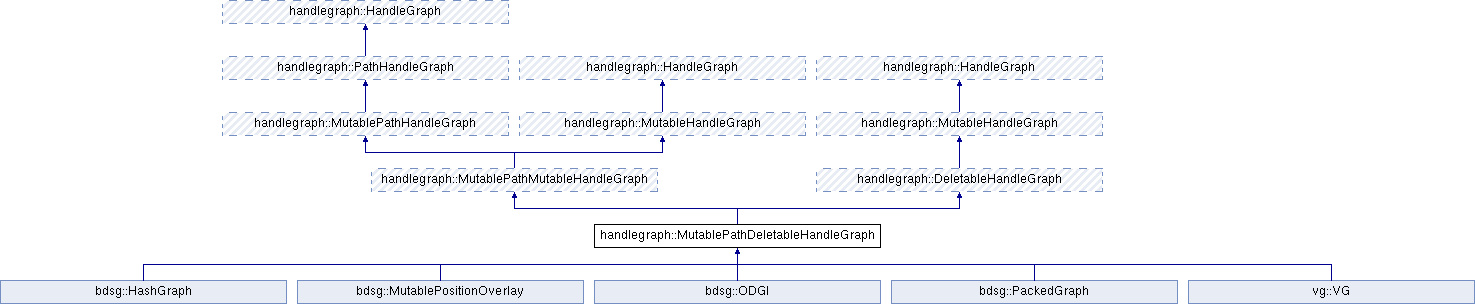 handlegraph::HandleGraph
handlegraph::PathHandleGraph handlegraph::HandleGraph handlegraph::HandleGraph
handlegraph::MutablePathHandleGraph handlegraph::MutableHandleGraph handlegraph::MutableHandleGraph
handlegraph::MutablePathMutableHandleGraph handlegraph::DeletableHandleGraph
handlegraph::MutablePathDeletableHandleGraph
bdsg::HashGraph bdsg::MutablePositionOverlay bdsg::ODGI bdsg::PackedGraph vg::VG